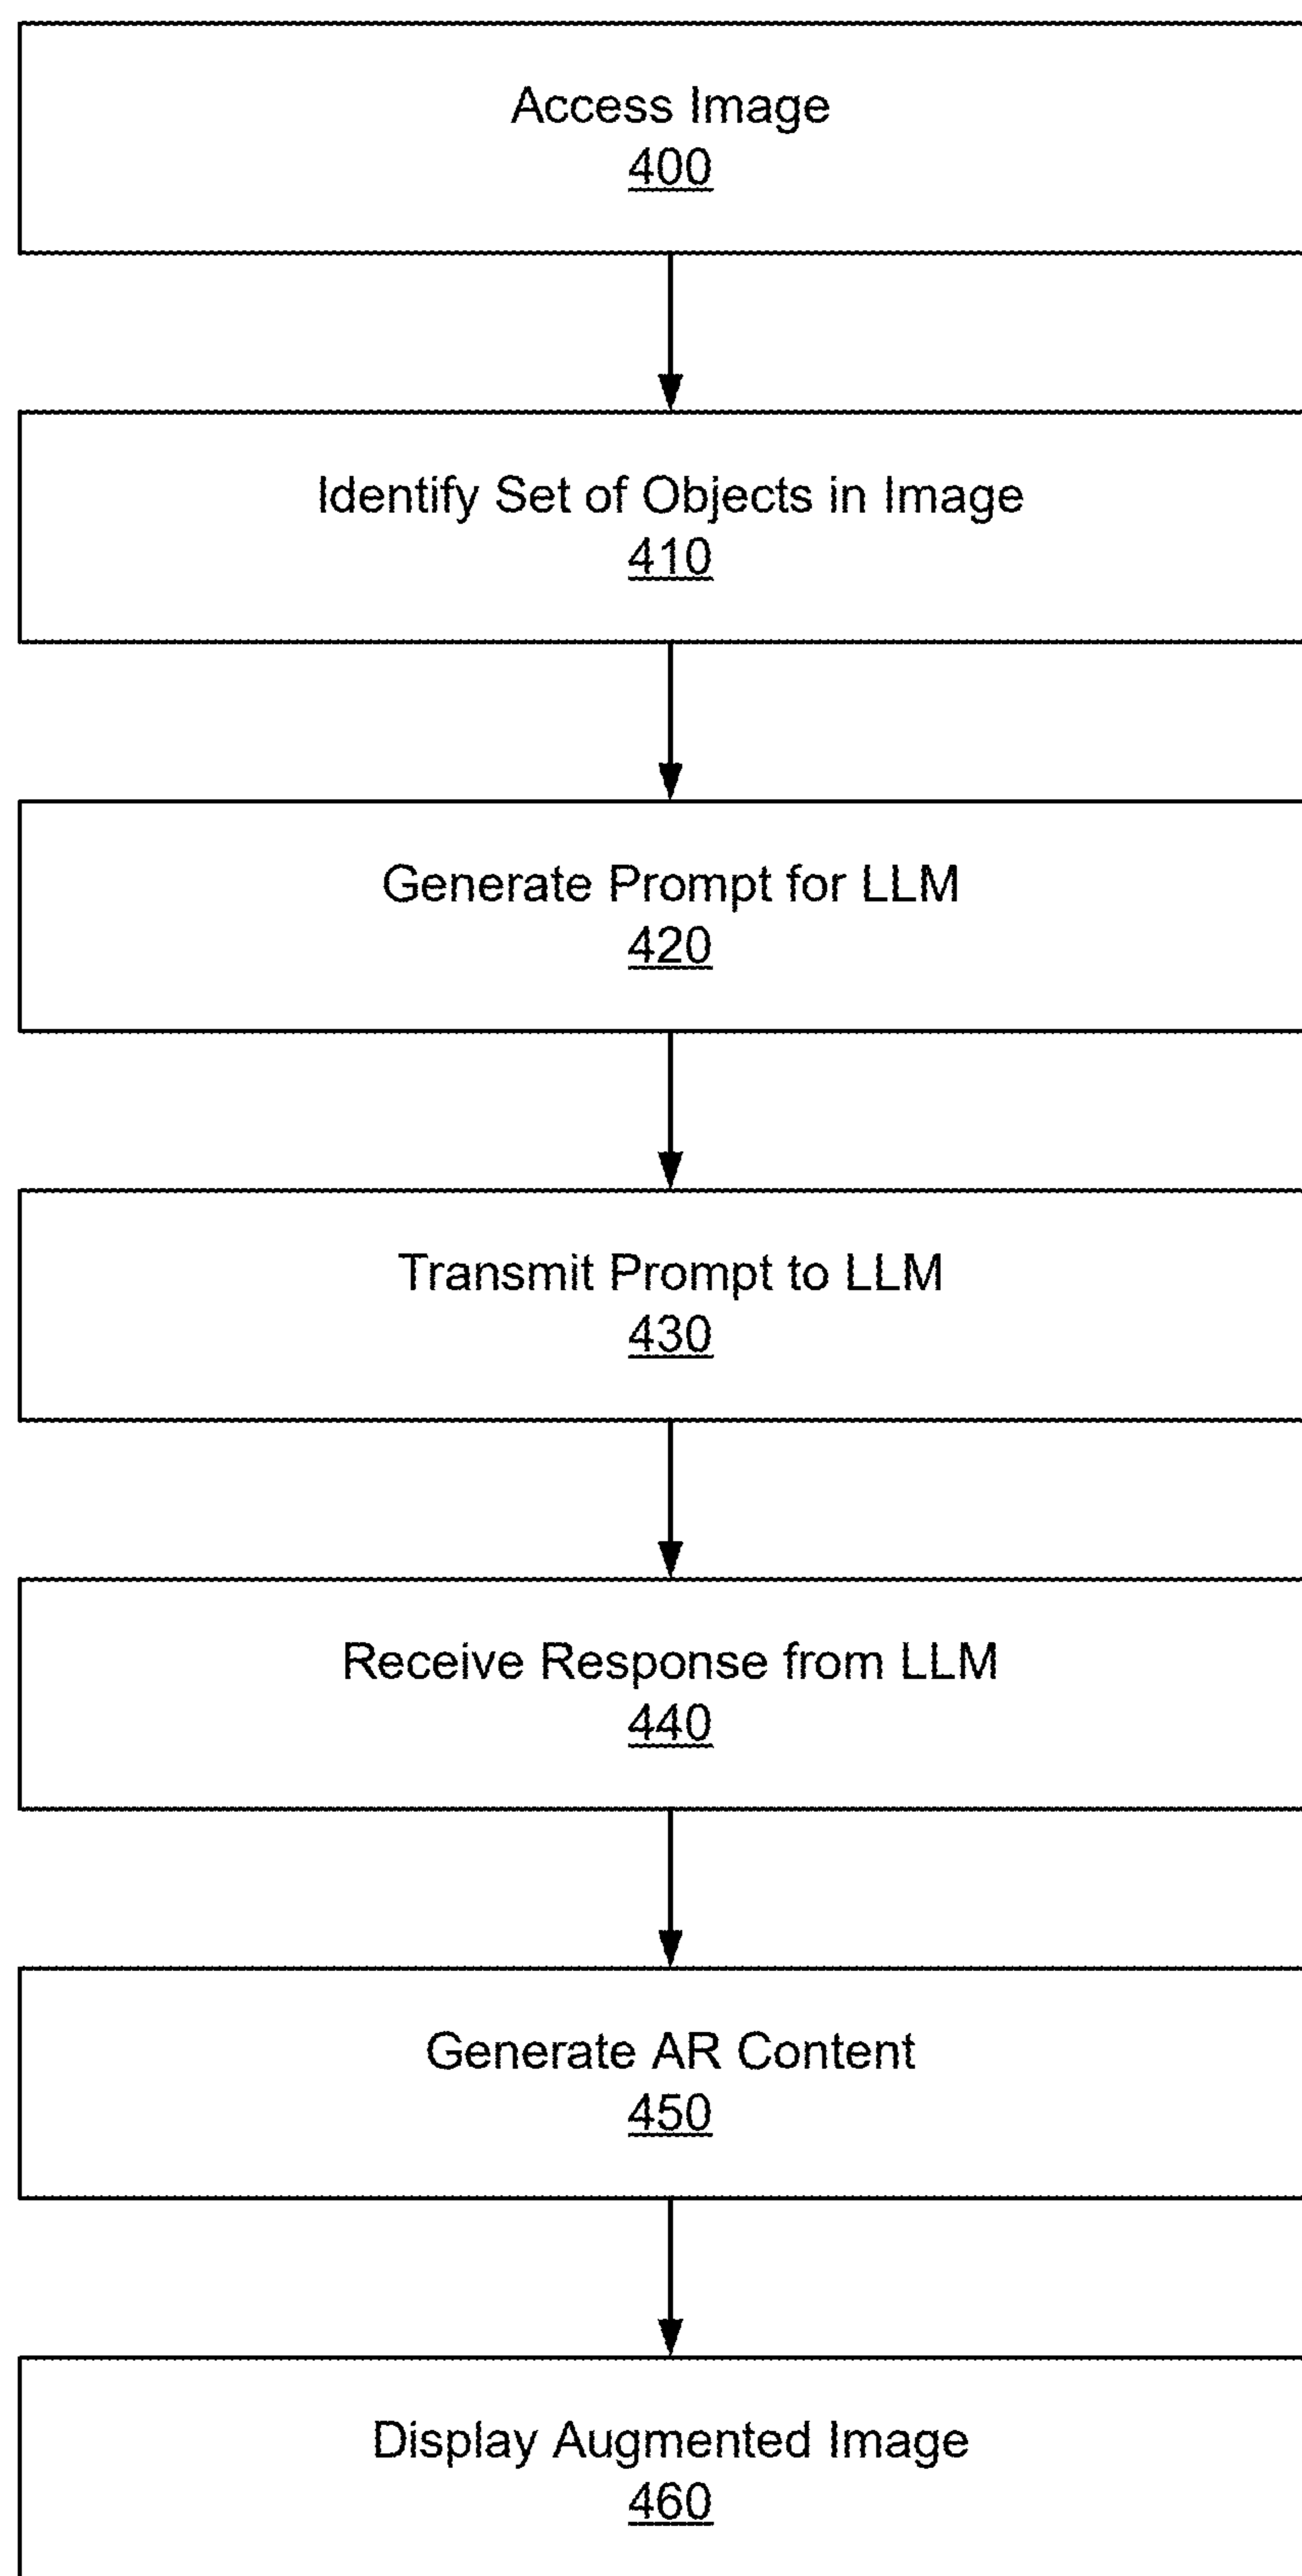 Access Image
400
Identify Set of Objects in Image
410
Generate Prompt for LLM
420
Transmit Prompt to LLM
430
Receive Response from LLM
440
Generate AR Content
450
Display Augmented Image
460